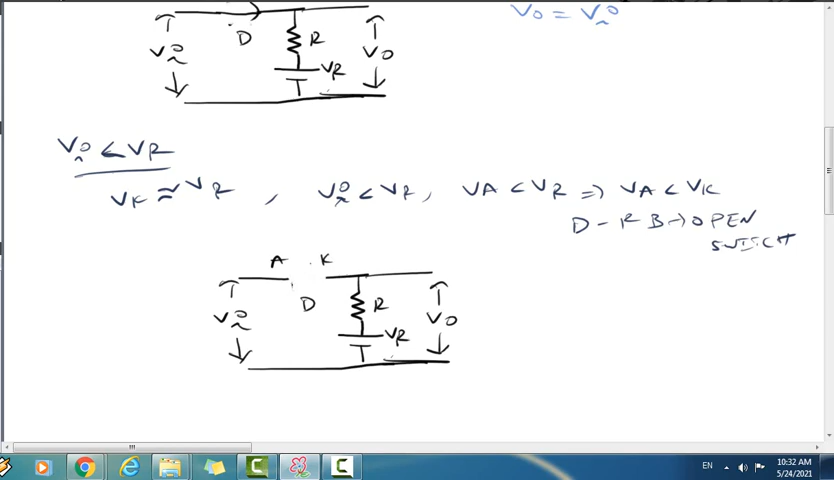 Vo = Vi
D
R
Vi
VR
Vo
Vi < VR
VK ≈ VR , Vi < VR, VA < VR ⇒ VA < VK
D - RB → OPEN
SWITCH
A K
D
R
Vi
VR
Vo
EN
10:32 AM
5/24/2021